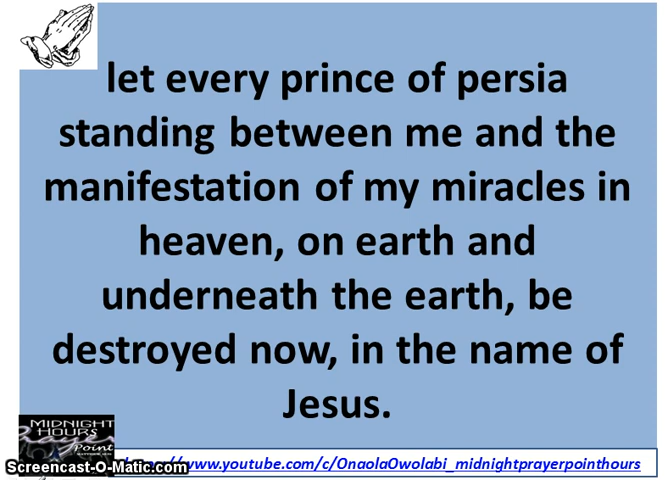 let every prince of persia
standing between me and the
manifestation of my miracles in
heaven, on earth and
underneath the earth, be
destroyed now, in the name of
Jesus.
MIDNIGHT
HOURS
Point
Screencast-O-Matic.com
//www.youtube.com/c/OnaolaOwolabi_midnightprayerpointhours